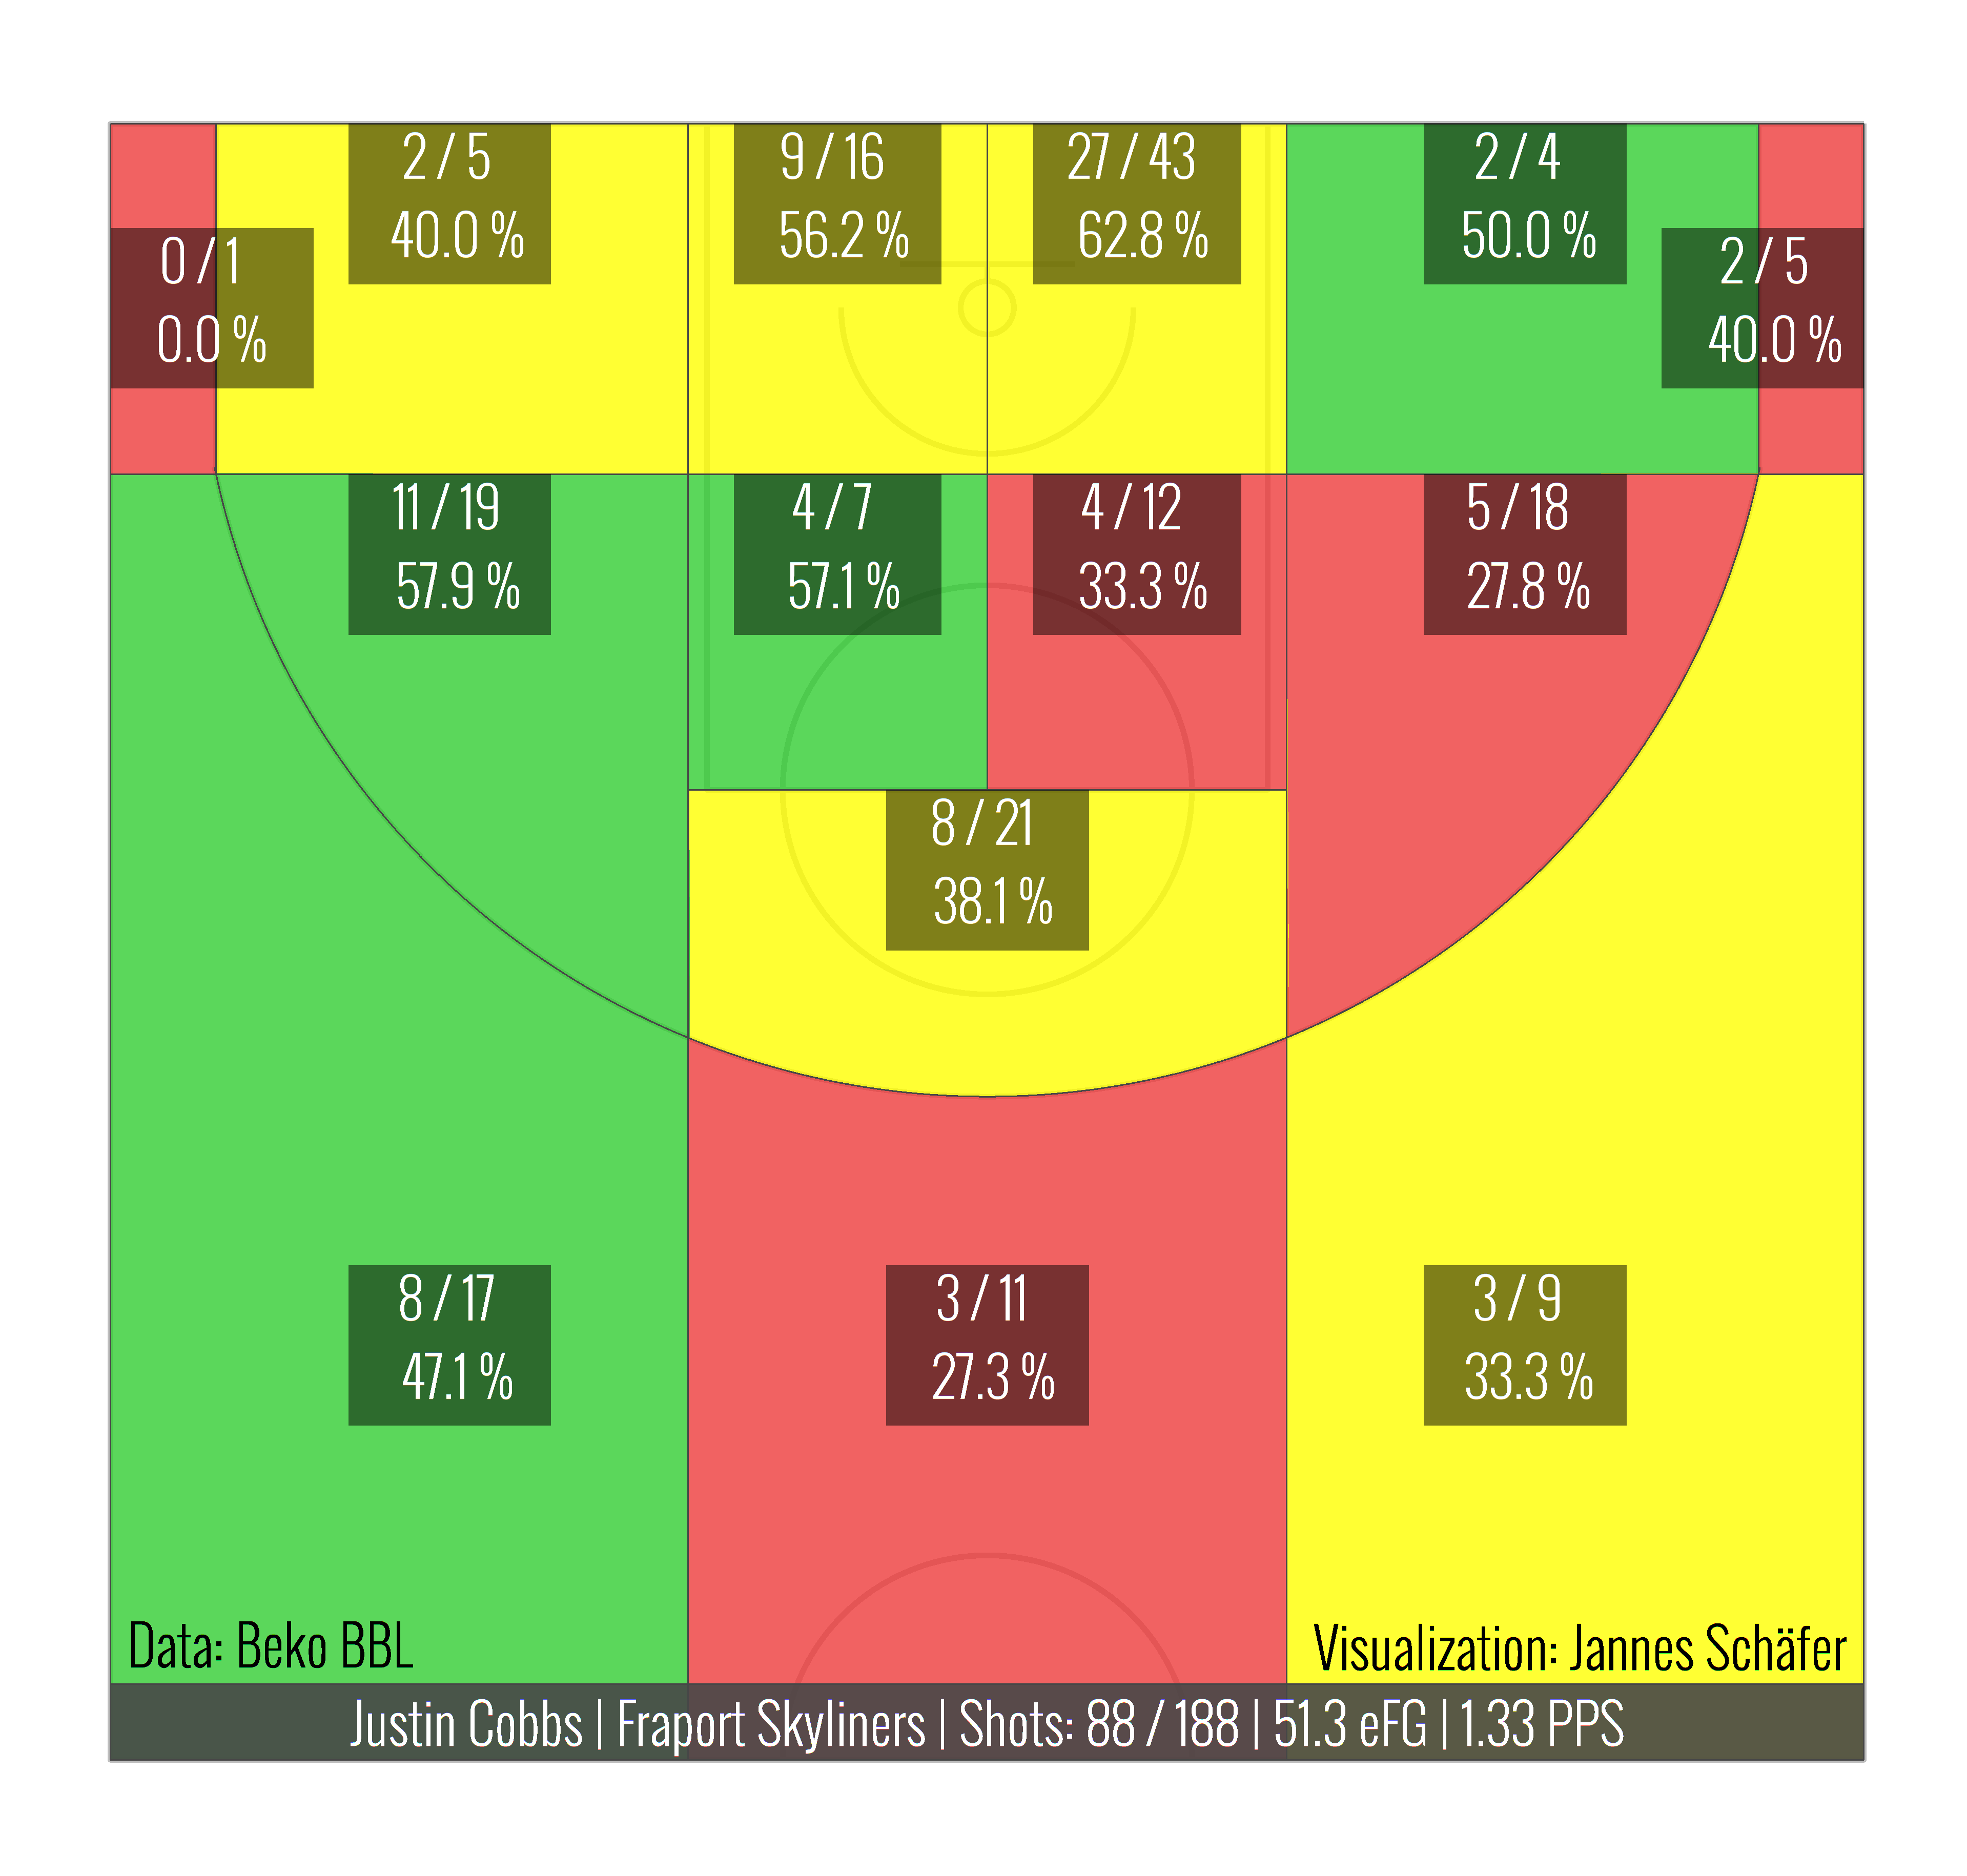 2 / 5
40.0 %
9 / 16
56.2 %
27 / 43
62.8 %
2 / 4
50.0 %
0 / 1
0.0 %
2 / 5
40.0 %
11 / 19
57.9 %
4 / 7
57.1 %
4 / 12
33.3 %
5 / 18
27.8 %
8 / 21
38.1 %
8 / 17
47.1 %
3 / 11
27.3 %
3 / 9
33.3 %
Data: Beko BBL
Visualization: Jannes Schäfer
Justin Cobbs | Fraport Skyliners | Shots: 88 / 188 | 51.3 eFG | 1.33 PPS